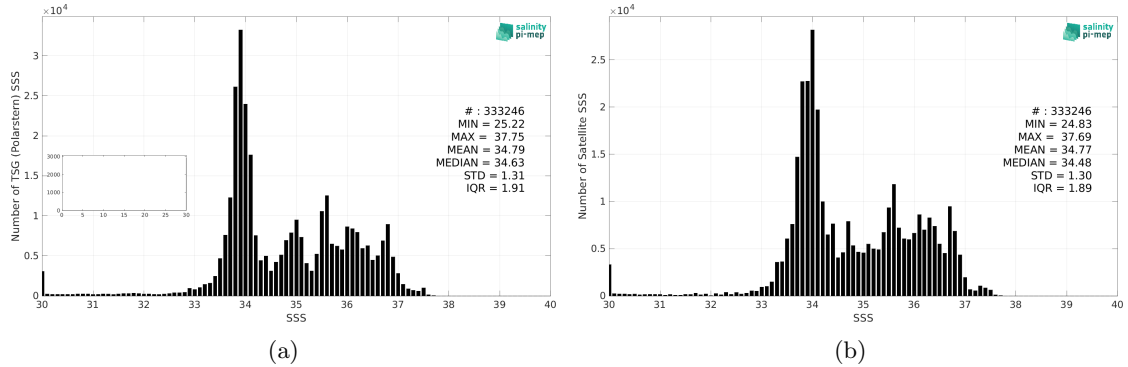 ×10⁴
salinity
pi-mep
Number of TSG (Polarstern) SSS
3
2.5
2
1.5
1
0.5
0
# : 333246
MIN = 25.22
MAX = 37.75
MEAN = 34.79
MEDIAN = 34.63
STD = 1.31
IQR = 1.91
3000
2000
1000
0
0 5 10 15 20 25 30
30 31 32 33 34 35 36 37 38 39 40
SSS
(a)
×10⁴
salinity
pi-mep
Number of Satellite SSS
2.5
2
1.5
1
0.5
0
# : 333246
MIN = 24.83
MAX = 37.69
MEAN = 34.77
MEDIAN = 34.48
STD = 1.30
IQR = 1.89
30 31 32 33 34 35 36 37 38 39 40
SSS
(b)